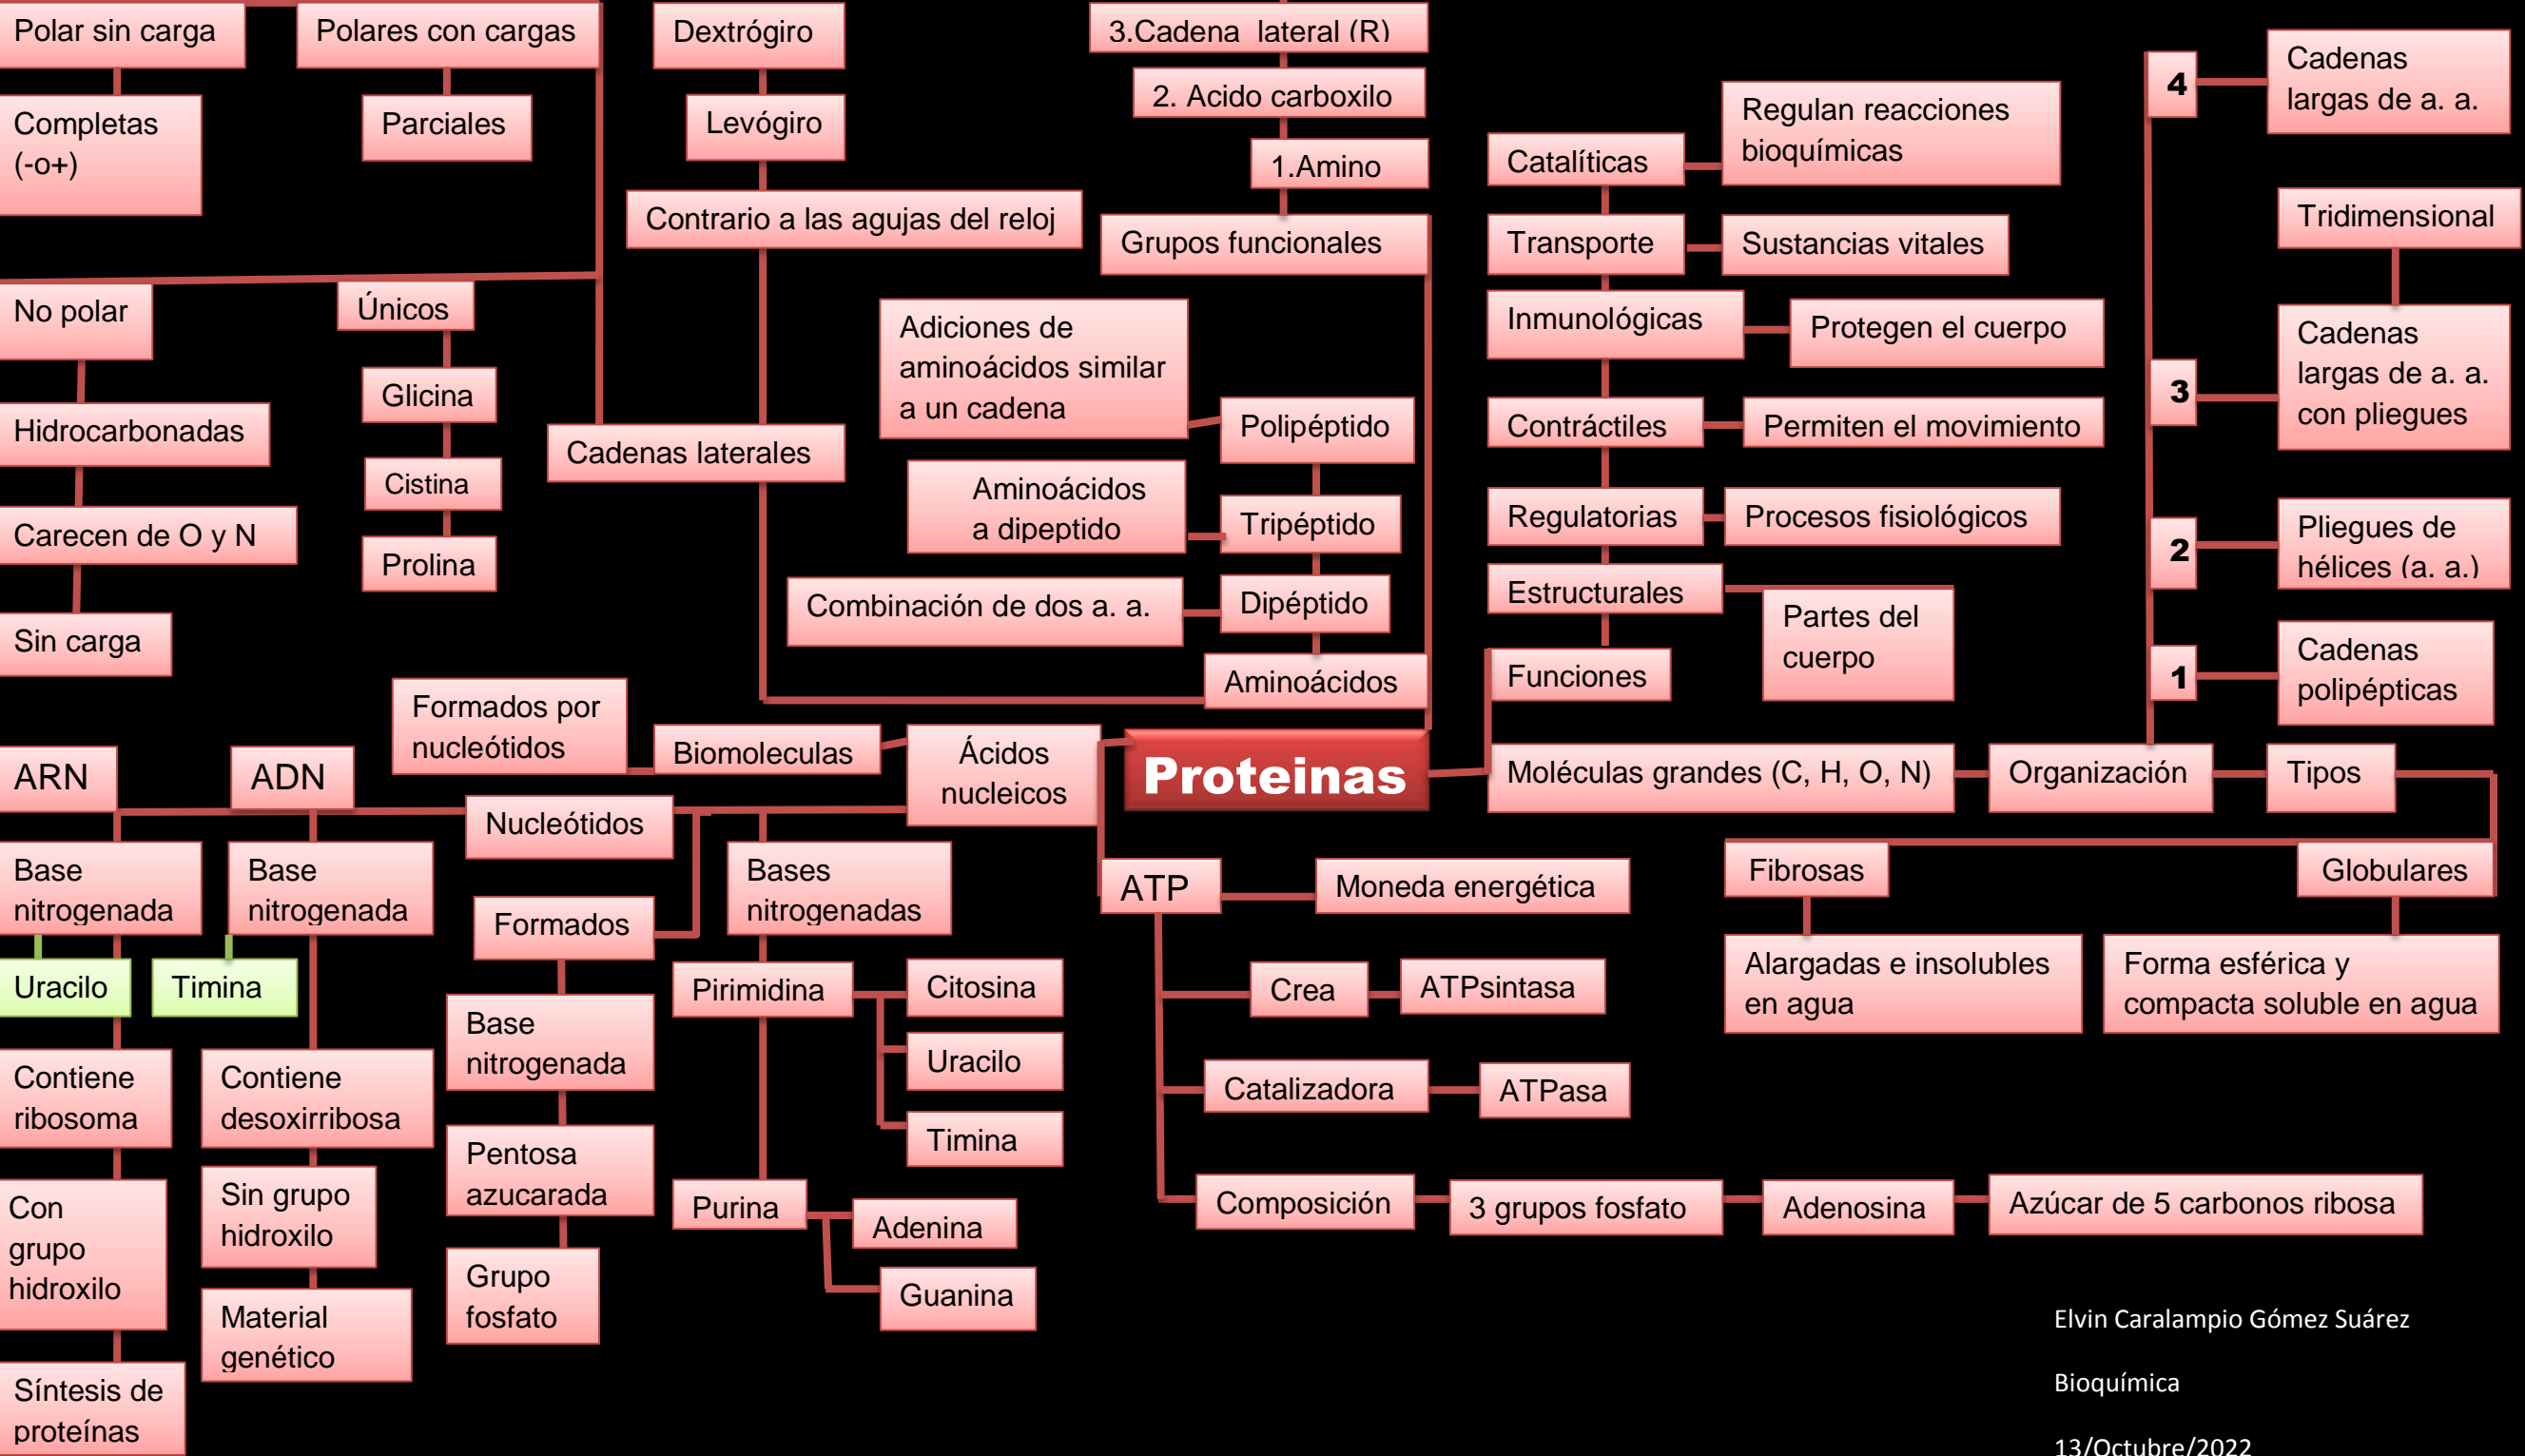 Polar sin carga
Polares con cargas
Completas
(-o+)
Parciales
No polar
Hidrocarbonadas
Carecen de O y N
Sin carga
Únicos
Glicina
Cistina
Prolina
Dextrógiro
Levógiro
Contrario a las agujas del reloj
Cadenas laterales
3.Cadena lateral (R)
2. Acido carboxilo
1.Amino
Grupos funcionales
Adiciones de
aminoácidos similar
a un cadena
Polipéptido
Aminoácidos
a dipeptido
Tripéptido
Combinación de dos a. a.
Dipéptido
Aminoácidos
Catalíticas
Regulan reacciones
bioquímicas
Transporte
Sustancias vitales
Inmunológicas
Protegen el cuerpo
Contráctiles
Permiten el movimiento
Regulatorias
Procesos fisiológicos
Estructurales
Partes del
cuerpo
Funciones
4
Cadenas
largas de a. a.
Tridimensional
3
Cadenas
largas de a. a.
con pliegues
2
Pliegues de
hélices (a. a.)
1
Cadenas
polipépticas
Formados por
nucleótidos
Biomoleculas
Ácidos
nucleicos
Proteinas
Moléculas grandes (C, H, O, N)
Organización
Tipos
ARN
ADN
Nucleótidos
Base
nitrogenada
Uracilo
Contiene
ribosoma
Con
grupo
hidroxilo
Síntesis de
proteínas
Base
nitrogenada
Timina
Contiene
desoxirribosa
Sin grupo
hidroxilo
Material
genético
Formados
Base
nitrogenada
Pentosa
azucarada
Grupo
fosfato
Bases
nitrogenadas
Pirimidina
Citosina
Uracilo
Timina
Purina
Adenina
Guanina
ATP
Moneda energética
Crea
ATPsintasa
Catalizadora
ATPasa
Composición
3 grupos fosfato
Adenosina
Azúcar de 5 carbonos ribosa
Fibrosas
Globulares
Alargadas e insolubles
en agua
Forma esférica y
compacta soluble en agua
Elvin Caralampio Gómez Suárez
Bioquímica
13/Octubre/2022